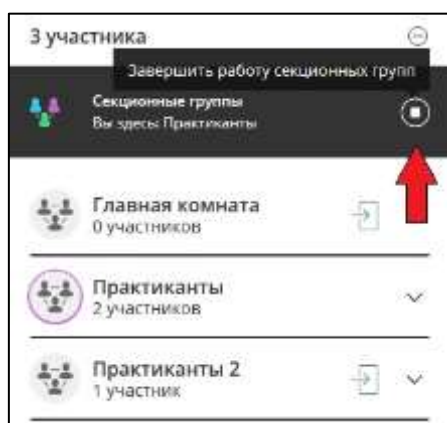 3 участника
Завершить работу секционных групп
Секционные группы
Вы здесь: Практиканты
Главная комната
0 участников
Практиканты
2 участников
Практиканты 2
1 участник